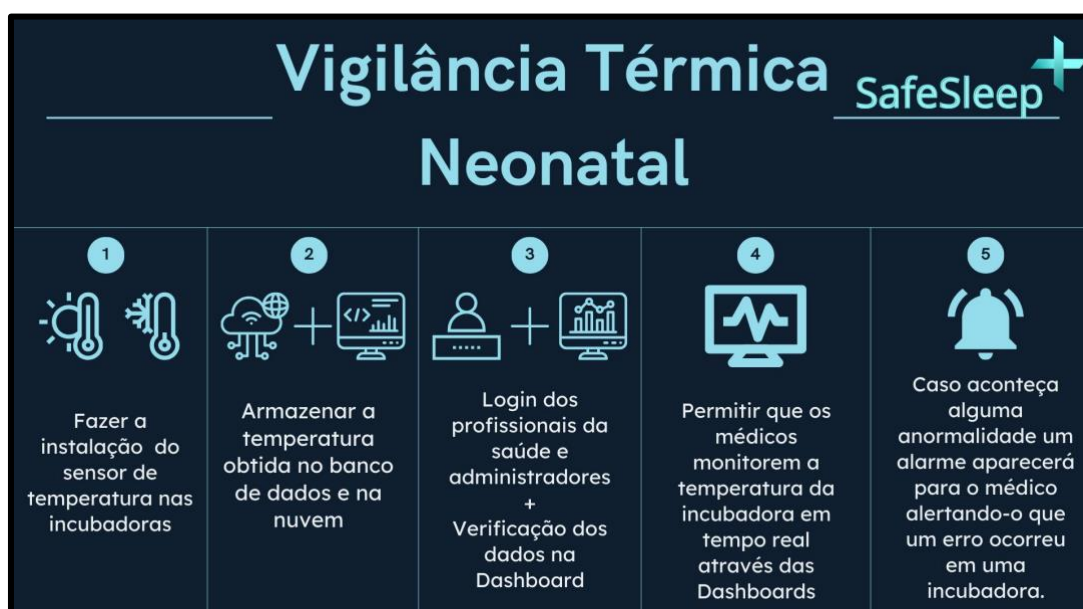 Vigilância Térmica
SafeSleep
Neonatal
1
Fazer a
instalação do
sensor de
temperatura nas
incubadoras
2
</>
Armazenar a
temperatura
obtida no banco
de dados e na
nuvem
3
Login dos
profissionais da
saúde e
administradores
+
Verificação dos
dados na
Dashboard
4
Permitir que os
médicos
monitorem a
temperatura da
incubadora em
tempo real
através das
Dashboards
5
Caso aconteça
alguma
anormalidade um
alarme aparecerá
para o médico
alertando-o que
um erro ocorreu
em uma
incubadora.